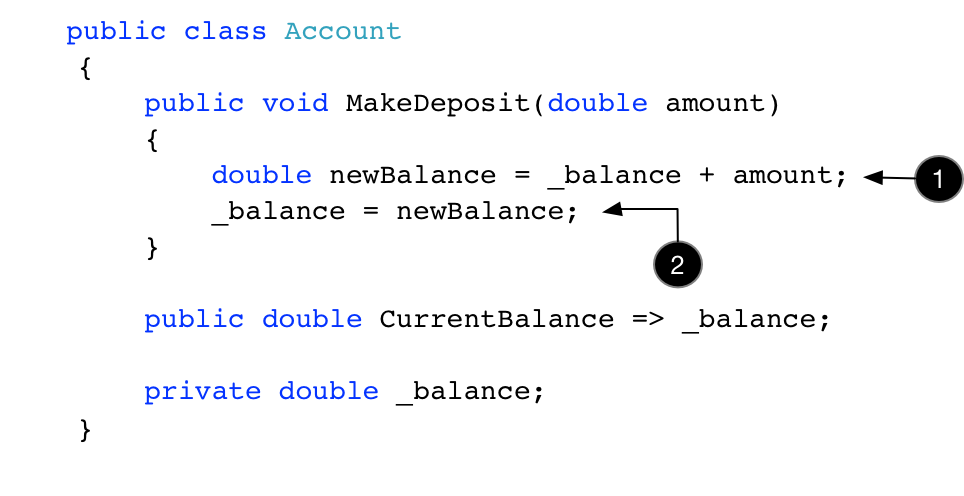 public class Account
{
public void MakeDeposit(double amount)
{
double newBalance = _balance + amount;
1
_balance = newBalance;
}
2
public double CurrentBalance => _balance;
private double _balance;
}